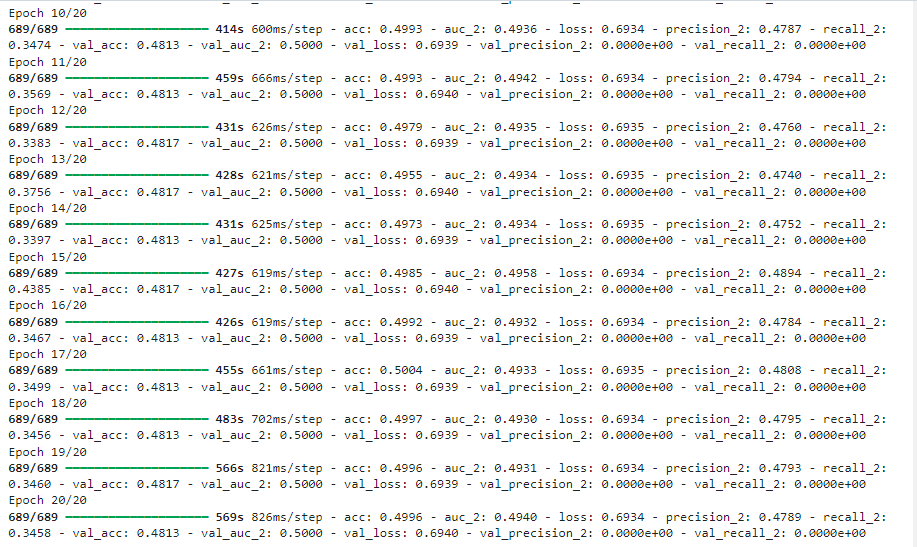 Epoch 10/20
689/689 ━━━━━━━━━━━━━━━━━━━━ 414s 600ms/step - acc: 0.4993 - auc_2: 0.4936 - loss: 0.6934 - precision_2: 0.4787 - recall_2:
0.3474 - val_acc: 0.4813 - val_auc_2: 0.5000 - val_loss: 0.6939 - val_precision_2: 0.0000e+00 - val_recall_2: 0.0000e+00
Epoch 11/20
689/689 ━━━━━━━━━━━━━━━━━━━━ 459s 666ms/step - acc: 0.4993 - auc_2: 0.4942 - loss: 0.6934 - precision_2: 0.4794 - recall_2:
0.3569 - val_acc: 0.4813 - val_auc_2: 0.5000 - val_loss: 0.6940 - val_precision_2: 0.0000e+00 - val_recall_2: 0.0000e+00
Epoch 12/20
689/689 ━━━━━━━━━━━━━━━━━━━━ 431s 626ms/step - acc: 0.4979 - auc_2: 0.4935 - loss: 0.6935 - precision_2: 0.4760 - recall_2:
0.3383 - val_acc: 0.4817 - val_auc_2: 0.5000 - val_loss: 0.6939 - val_precision_2: 0.0000e+00 - val_recall_2: 0.0000e+00
Epoch 13/20
689/689 ━━━━━━━━━━━━━━━━━━━━ 428s 621ms/step - acc: 0.4955 - auc_2: 0.4934 - loss: 0.6935 - precision_2: 0.4740 - recall_2:
0.3756 - val_acc: 0.4817 - val_auc_2: 0.5000 - val_loss: 0.6940 - val_precision_2: 0.0000e+00 - val_recall_2: 0.0000e+00
Epoch 14/20
689/689 ━━━━━━━━━━━━━━━━━━━━ 431s 625ms/step - acc: 0.4973 - auc_2: 0.4934 - loss: 0.6935 - precision_2: 0.4752 - recall_2:
0.3397 - val_acc: 0.4813 - val_auc_2: 0.5000 - val_loss: 0.6939 - val_precision_2: 0.0000e+00 - val_recall_2: 0.0000e+00
Epoch 15/20
689/689 ━━━━━━━━━━━━━━━━━━━━ 427s 619ms/step - acc: 0.4985 - auc_2: 0.4958 - loss: 0.6934 - precision_2: 0.4894 - recall_2:
0.4385 - val_acc: 0.4817 - val_auc_2: 0.5000 - val_loss: 0.6940 - val_precision_2: 0.0000e+00 - val_recall_2: 0.0000e+00
Epoch 16/20
689/689 ━━━━━━━━━━━━━━━━━━━━ 426s 619ms/step - acc: 0.4992 - auc_2: 0.4932 - loss: 0.6934 - precision_2: 0.4784 - recall_2:
0.3467 - val_acc: 0.4813 - val_auc_2: 0.5000 - val_loss: 0.6939 - val_precision_2: 0.0000e+00 - val_recall_2: 0.0000e+00
Epoch 17/20
689/689 ━━━━━━━━━━━━━━━━━━━━ 455s 661ms/step - acc: 0.5004 - auc_2: 0.4933 - loss: 0.6935 - precision_2: 0.4808 - recall_2:
0.3499 - val_acc: 0.4813 - val_auc_2: 0.5000 - val_loss: 0.6939 - val_precision_2: 0.0000e+00 - val_recall_2: 0.0000e+00
Epoch 18/20
689/689 ━━━━━━━━━━━━━━━━━━━━ 483s 702ms/step - acc: 0.4997 - auc_2: 0.4930 - loss: 0.6934 - precision_2: 0.4795 - recall_2:
0.3456 - val_acc: 0.4813 - val_auc_2: 0.5000 - val_loss: 0.6939 - val_precision_2: 0.0000e+00 - val_recall_2: 0.0000e+00
Epoch 19/20
689/689 ━━━━━━━━━━━━━━━━━━━━ 566s 821ms/step - acc: 0.4996 - auc_2: 0.4931 - loss: 0.6934 - precision_2: 0.4793 - recall_2:
0.3460 - val_acc: 0.4817 - val_auc_2: 0.5000 - val_loss: 0.6939 - val_precision_2: 0.0000e+00 - val_recall_2: 0.0000e+00
Epoch 20/20
689/689 ━━━━━━━━━━━━━━━━━━━━ 569s 826ms/step - acc: 0.4996 - auc_2: 0.4940 - loss: 0.6934 - precision_2: 0.4789 - recall_2:
0.3458 - val_acc: 0.4813 - val_auc_2: 0.5000 - val_loss: 0.6940 - val_precision_2: 0.0000e+00 - val_recall_2: 0.0000e+00